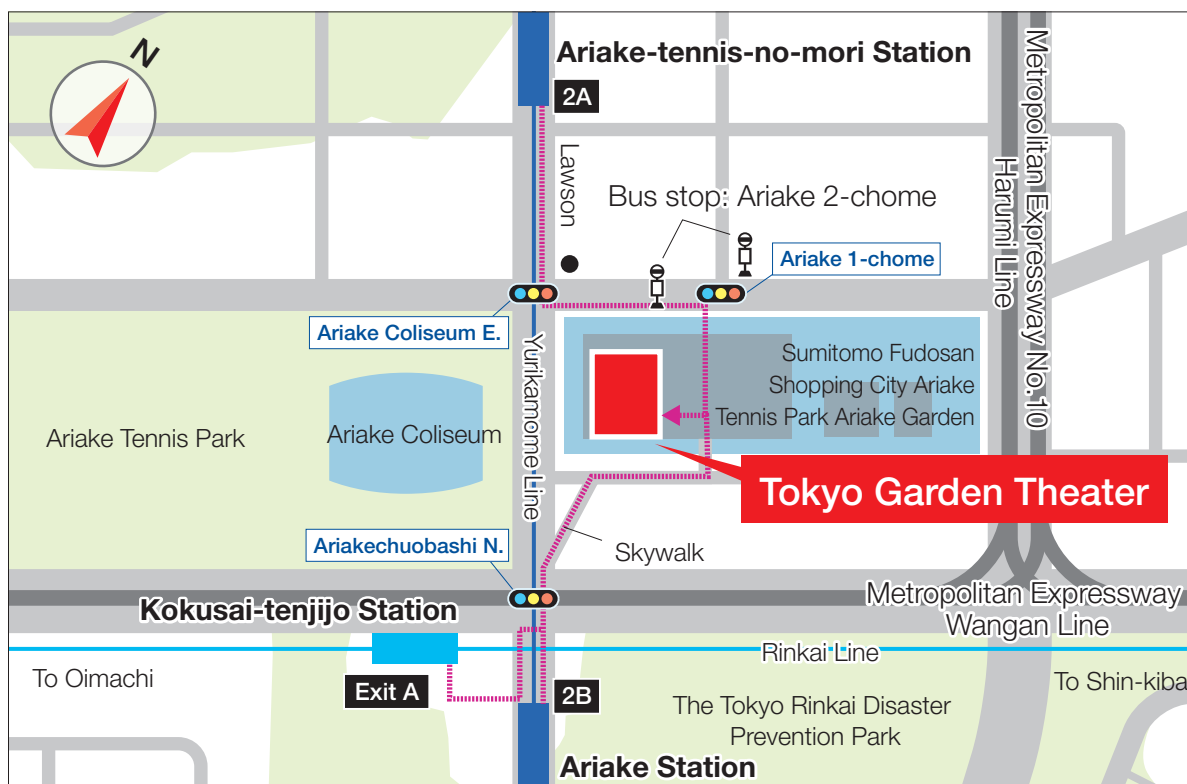 N
Ariake-tennis-no-mori Station
2A
Lawson
Metropolitan Expressway No. 10
Harumi Line
Bus stop: Ariake 2-chome
Ariake 1-chome
Ariake Coliseum E.
Yurikamome Line
Sumitomo Fudosan
Shopping City Ariake
Tennis Park Ariake Garden
Ariake Tennis Park
Ariake Coliseum
Tokyo Garden Theater
Ariakechuobashi N.
Skywalk
Kokusai-tenjijo Station
Metropolitan Expressway
Wangan Line
Rinkai Line
To Oimachi
To Shin-kiba
Exit A
2B
The Tokyo Rinkai Disaster
Prevention Park
Ariake Station